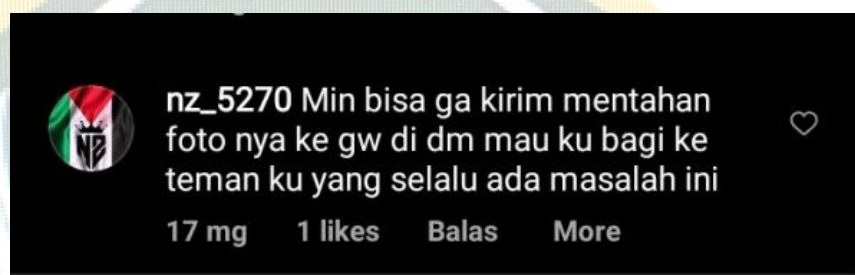 nz_5270 Min bisa ga kirim mentahan
foto nya ke gw di dm mau ku bagi ke
teman ku yang selalu ada masalah ini
17 mg 1 likes Balas More
NZ